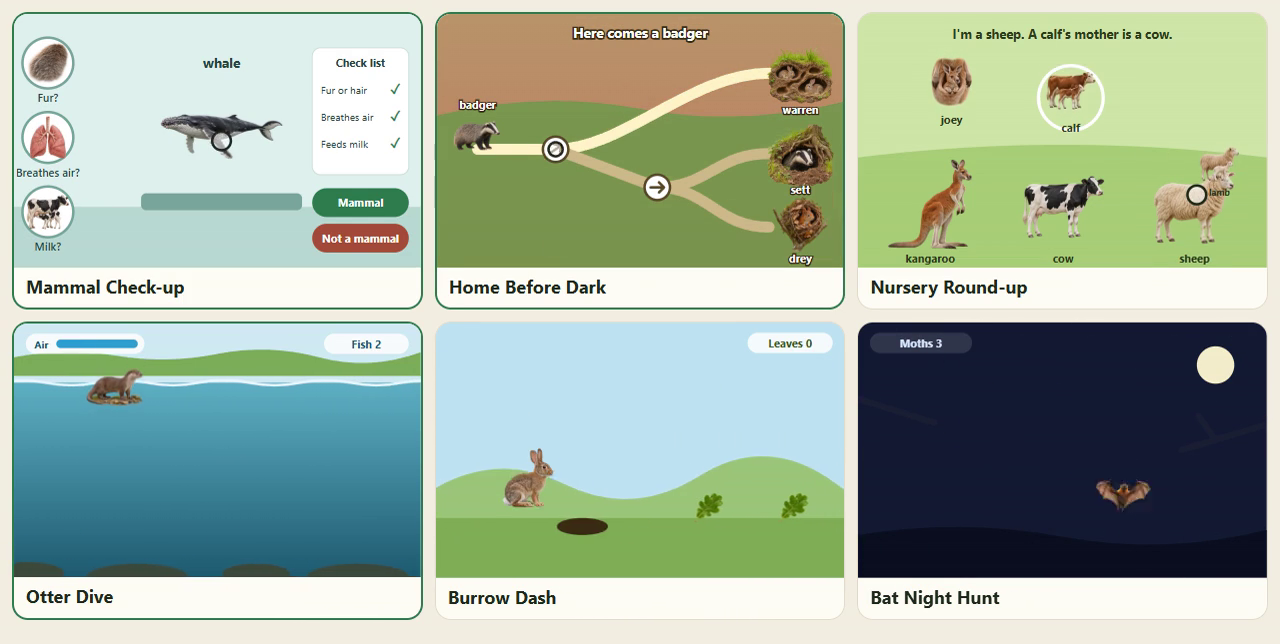 whale
Fur?
Breathes air?
Milk?
Check list
Fur or hair
Breathes air
Feeds milk
Mammal
Not a mammal
Mammal Check-up
Here comes a badger
badger
warren
sett
drey
Home Before Dark
I'm a sheep. A calf's mother is a cow.
joey
calf
lamb
kangaroo
cow
sheep
Nursery Round-up
Air
Fish 2
Otter Dive
Leaves 0
Burrow Dash
Moths 3
Bat Night Hunt